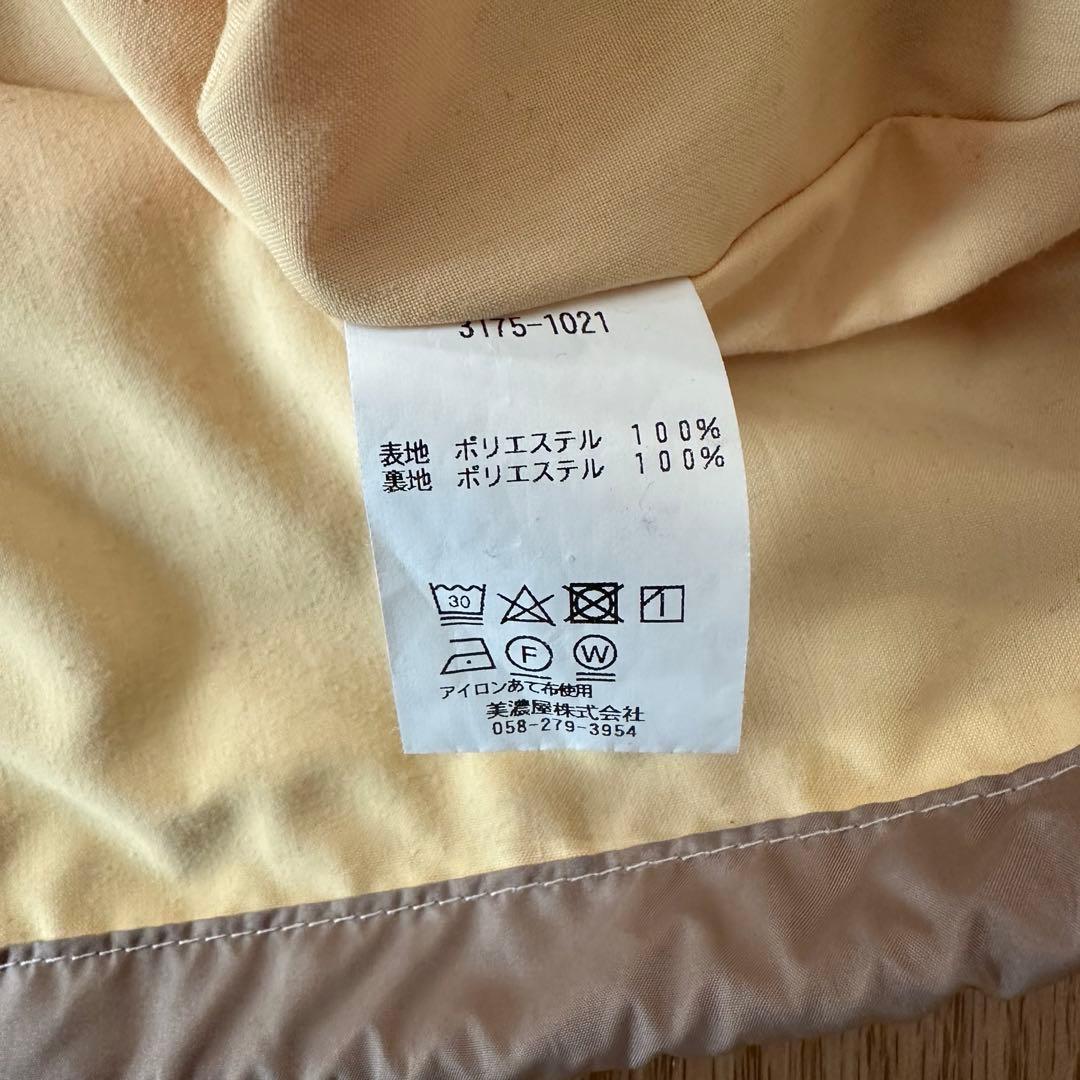 3175-1021
表地 ポリエステル 100%
裏地 ポリエステル 100%
30
F W
アイロンあて布使用
美濃屋株式会社
058-279-3954